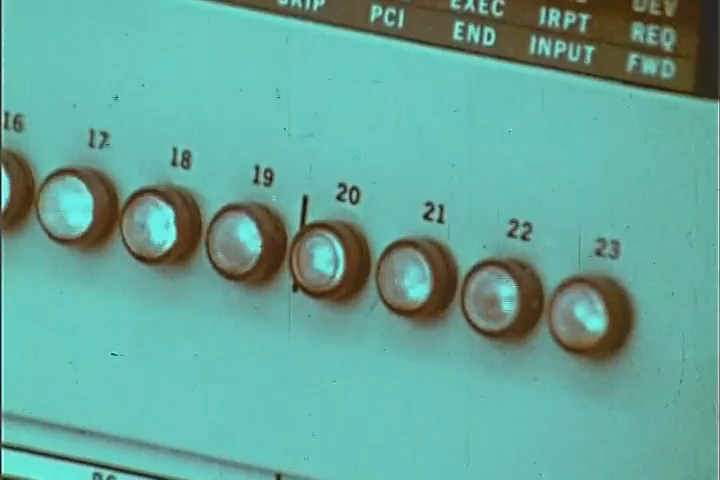 SKIP EXEC DEV
PCI END IRPT REQ
INPUT FWD
16 17 18 19 20 21 22 23